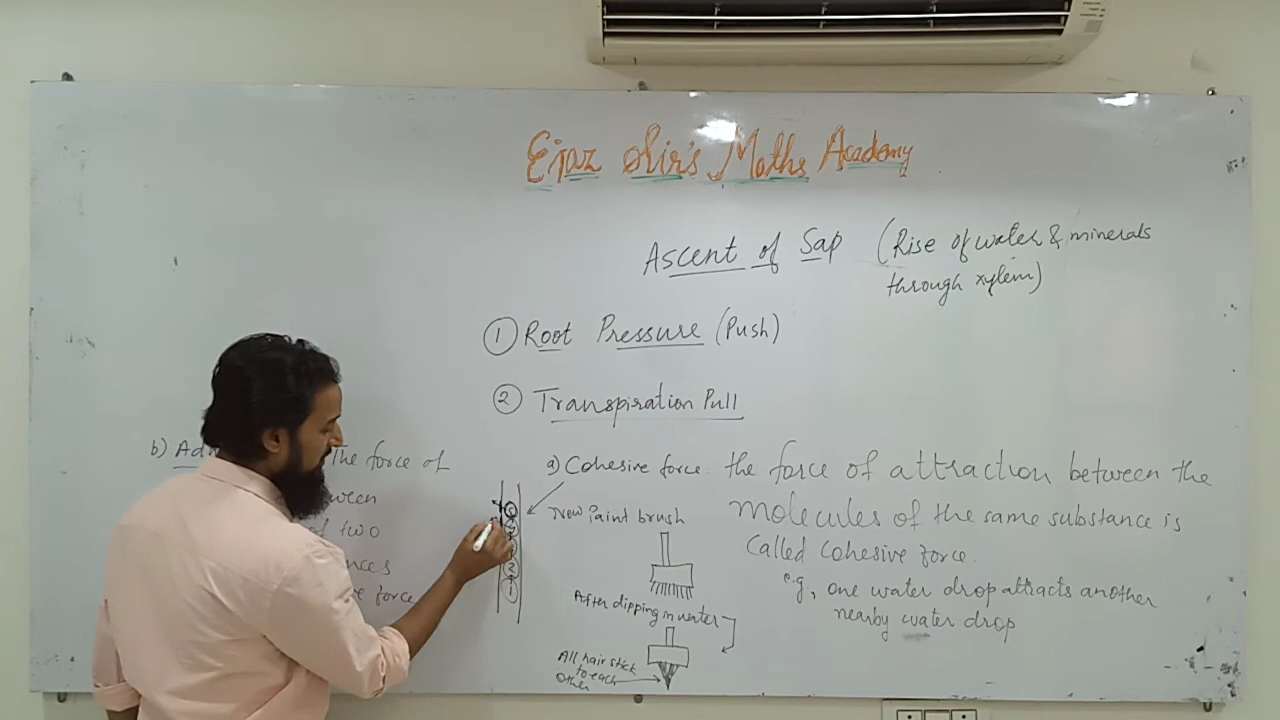 Ejaz Sir's Maths Academy
Ascent of Sap (Rise of water & minerals
through xylem)
1 Root Pressure (Push)
2 Transpiration Pull
b) The force of
of two
force
a) Cohesive force: the force of attraction between the
molecules of the same substance is
called Cohesive force.
e.g., one water drop attracts another
nearby water drop
New Paint brush
After dipping in water
All hair stick
to each
other
2
1